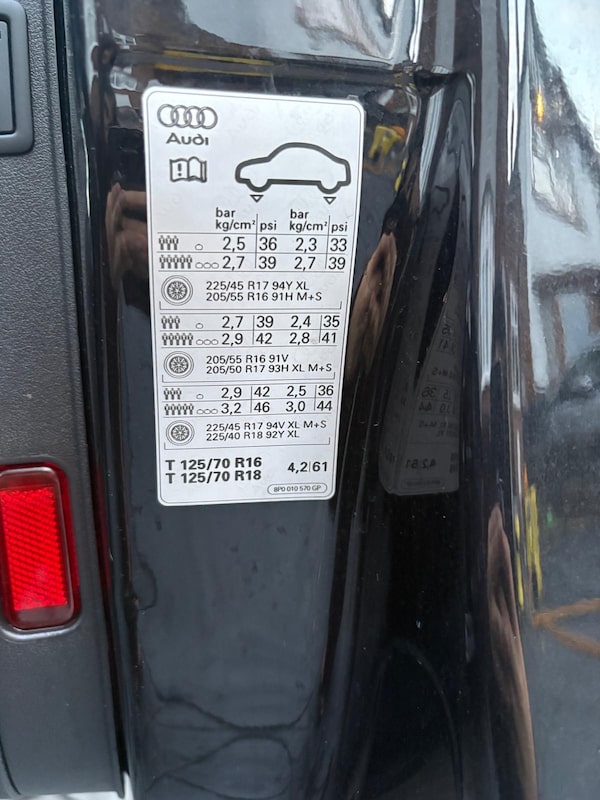 Audi
bar psi bar psi
kg/cm² kg/cm²
2,5 36 2,3 33
2,7 39 2,7 39
225/45 R17 94Y XL
205/55 R16 91H M+S
2,7 39 2,4 35
2,9 42 2,8 41
205/55 R16 91V
205/50 R17 93H XL M+S
2,9 42 2,5 36
3,2 46 3,0 44
225/45 R17 94V XL M+S
225/40 R18 92Y XL
T 125/70 R16 4,2 61
T 125/70 R18
8P0 010 570 GP